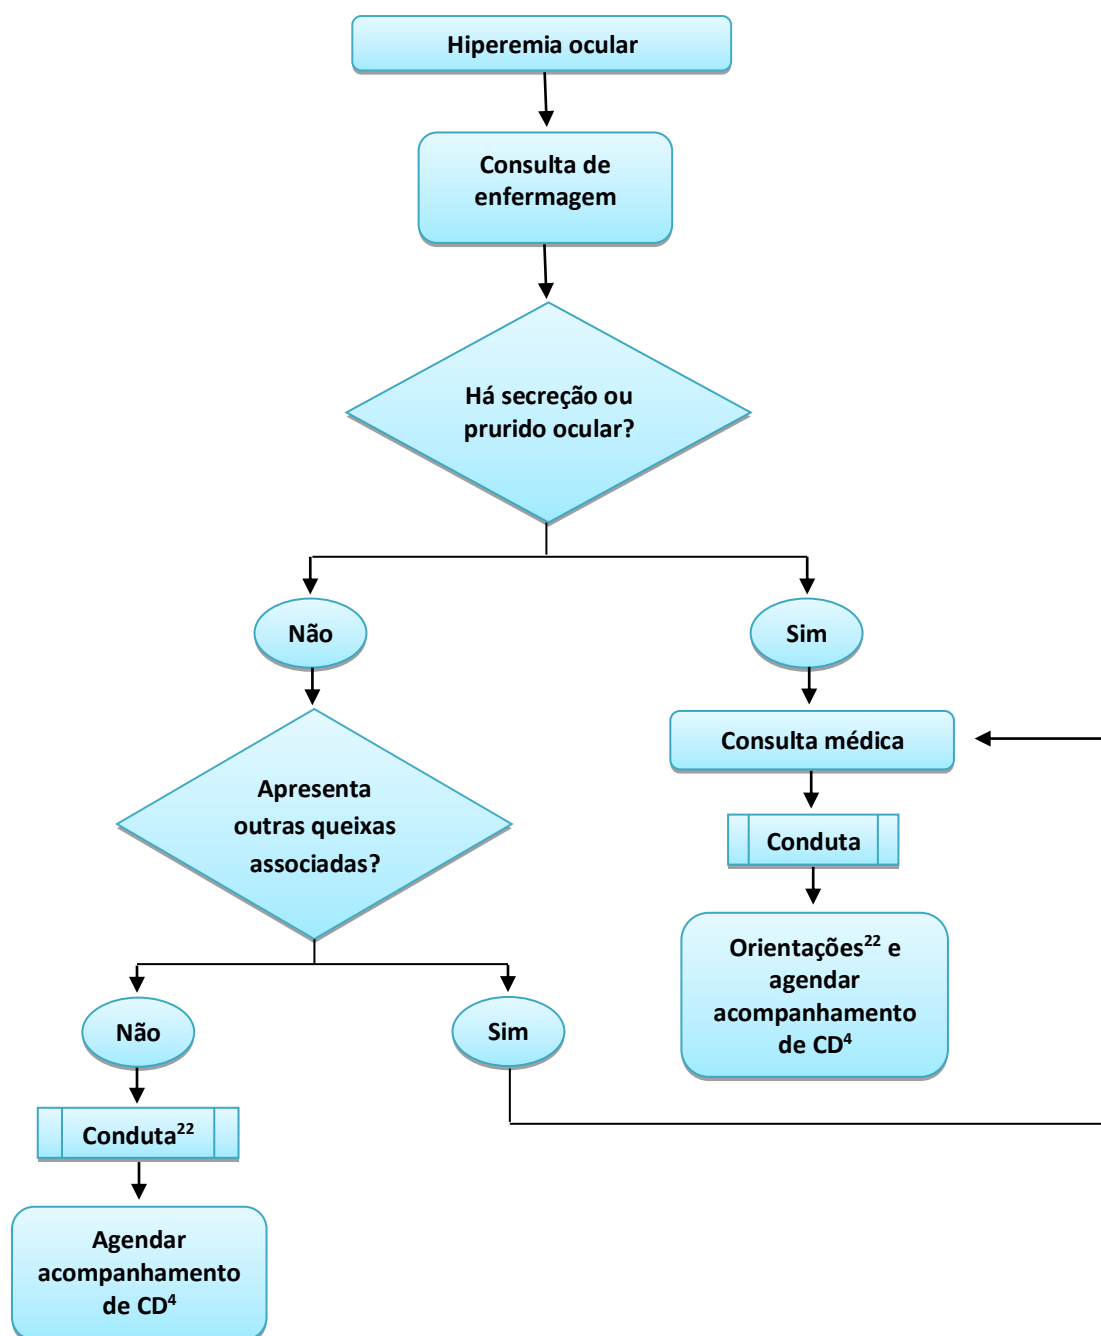 Hiperemia ocular
Consulta de
enfermagem
Há secreção ou
prurido ocular?
Não
Sim
Apresenta
outras queixas
associadas?
Consulta médica
Conduta
Orientações²² e
agendar
acompanhamento
de CD⁴
Não
Sim
Conduta²²
Agendar
acompanhamento
de CD⁴